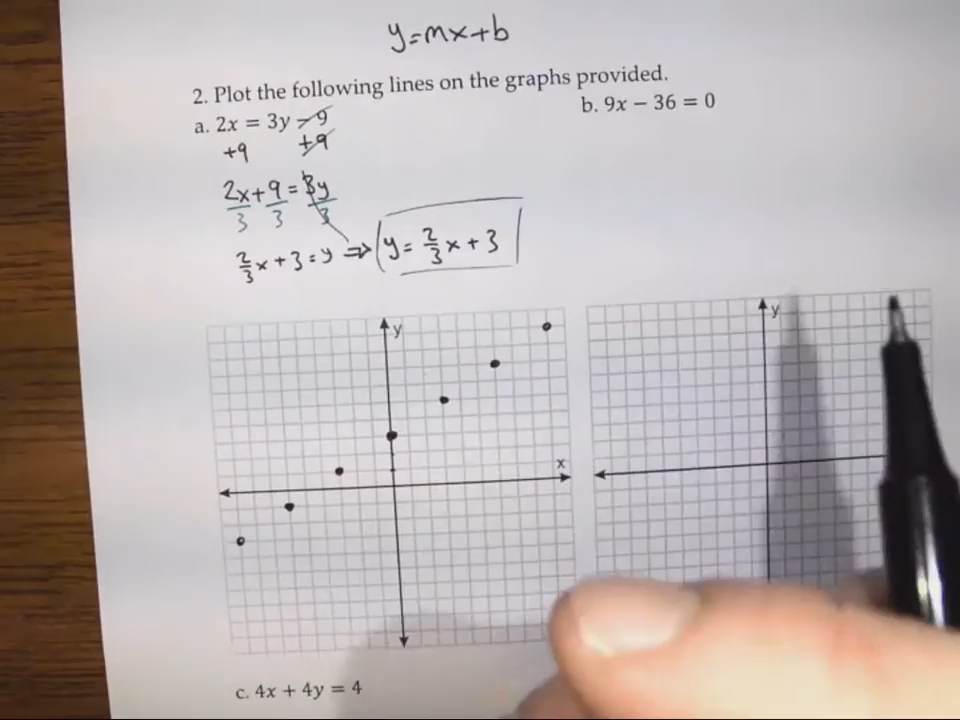 y=mx+b
2. Plot the following lines on the graphs provided.
a. 2x = 3y − 9
b. 9x − 36 = 0
+9 +9
2x+9=3y
3 3 3
2/3x+3=y ⇒ y=2/3x+3
y
y
x
c. 4x + 4y = 4